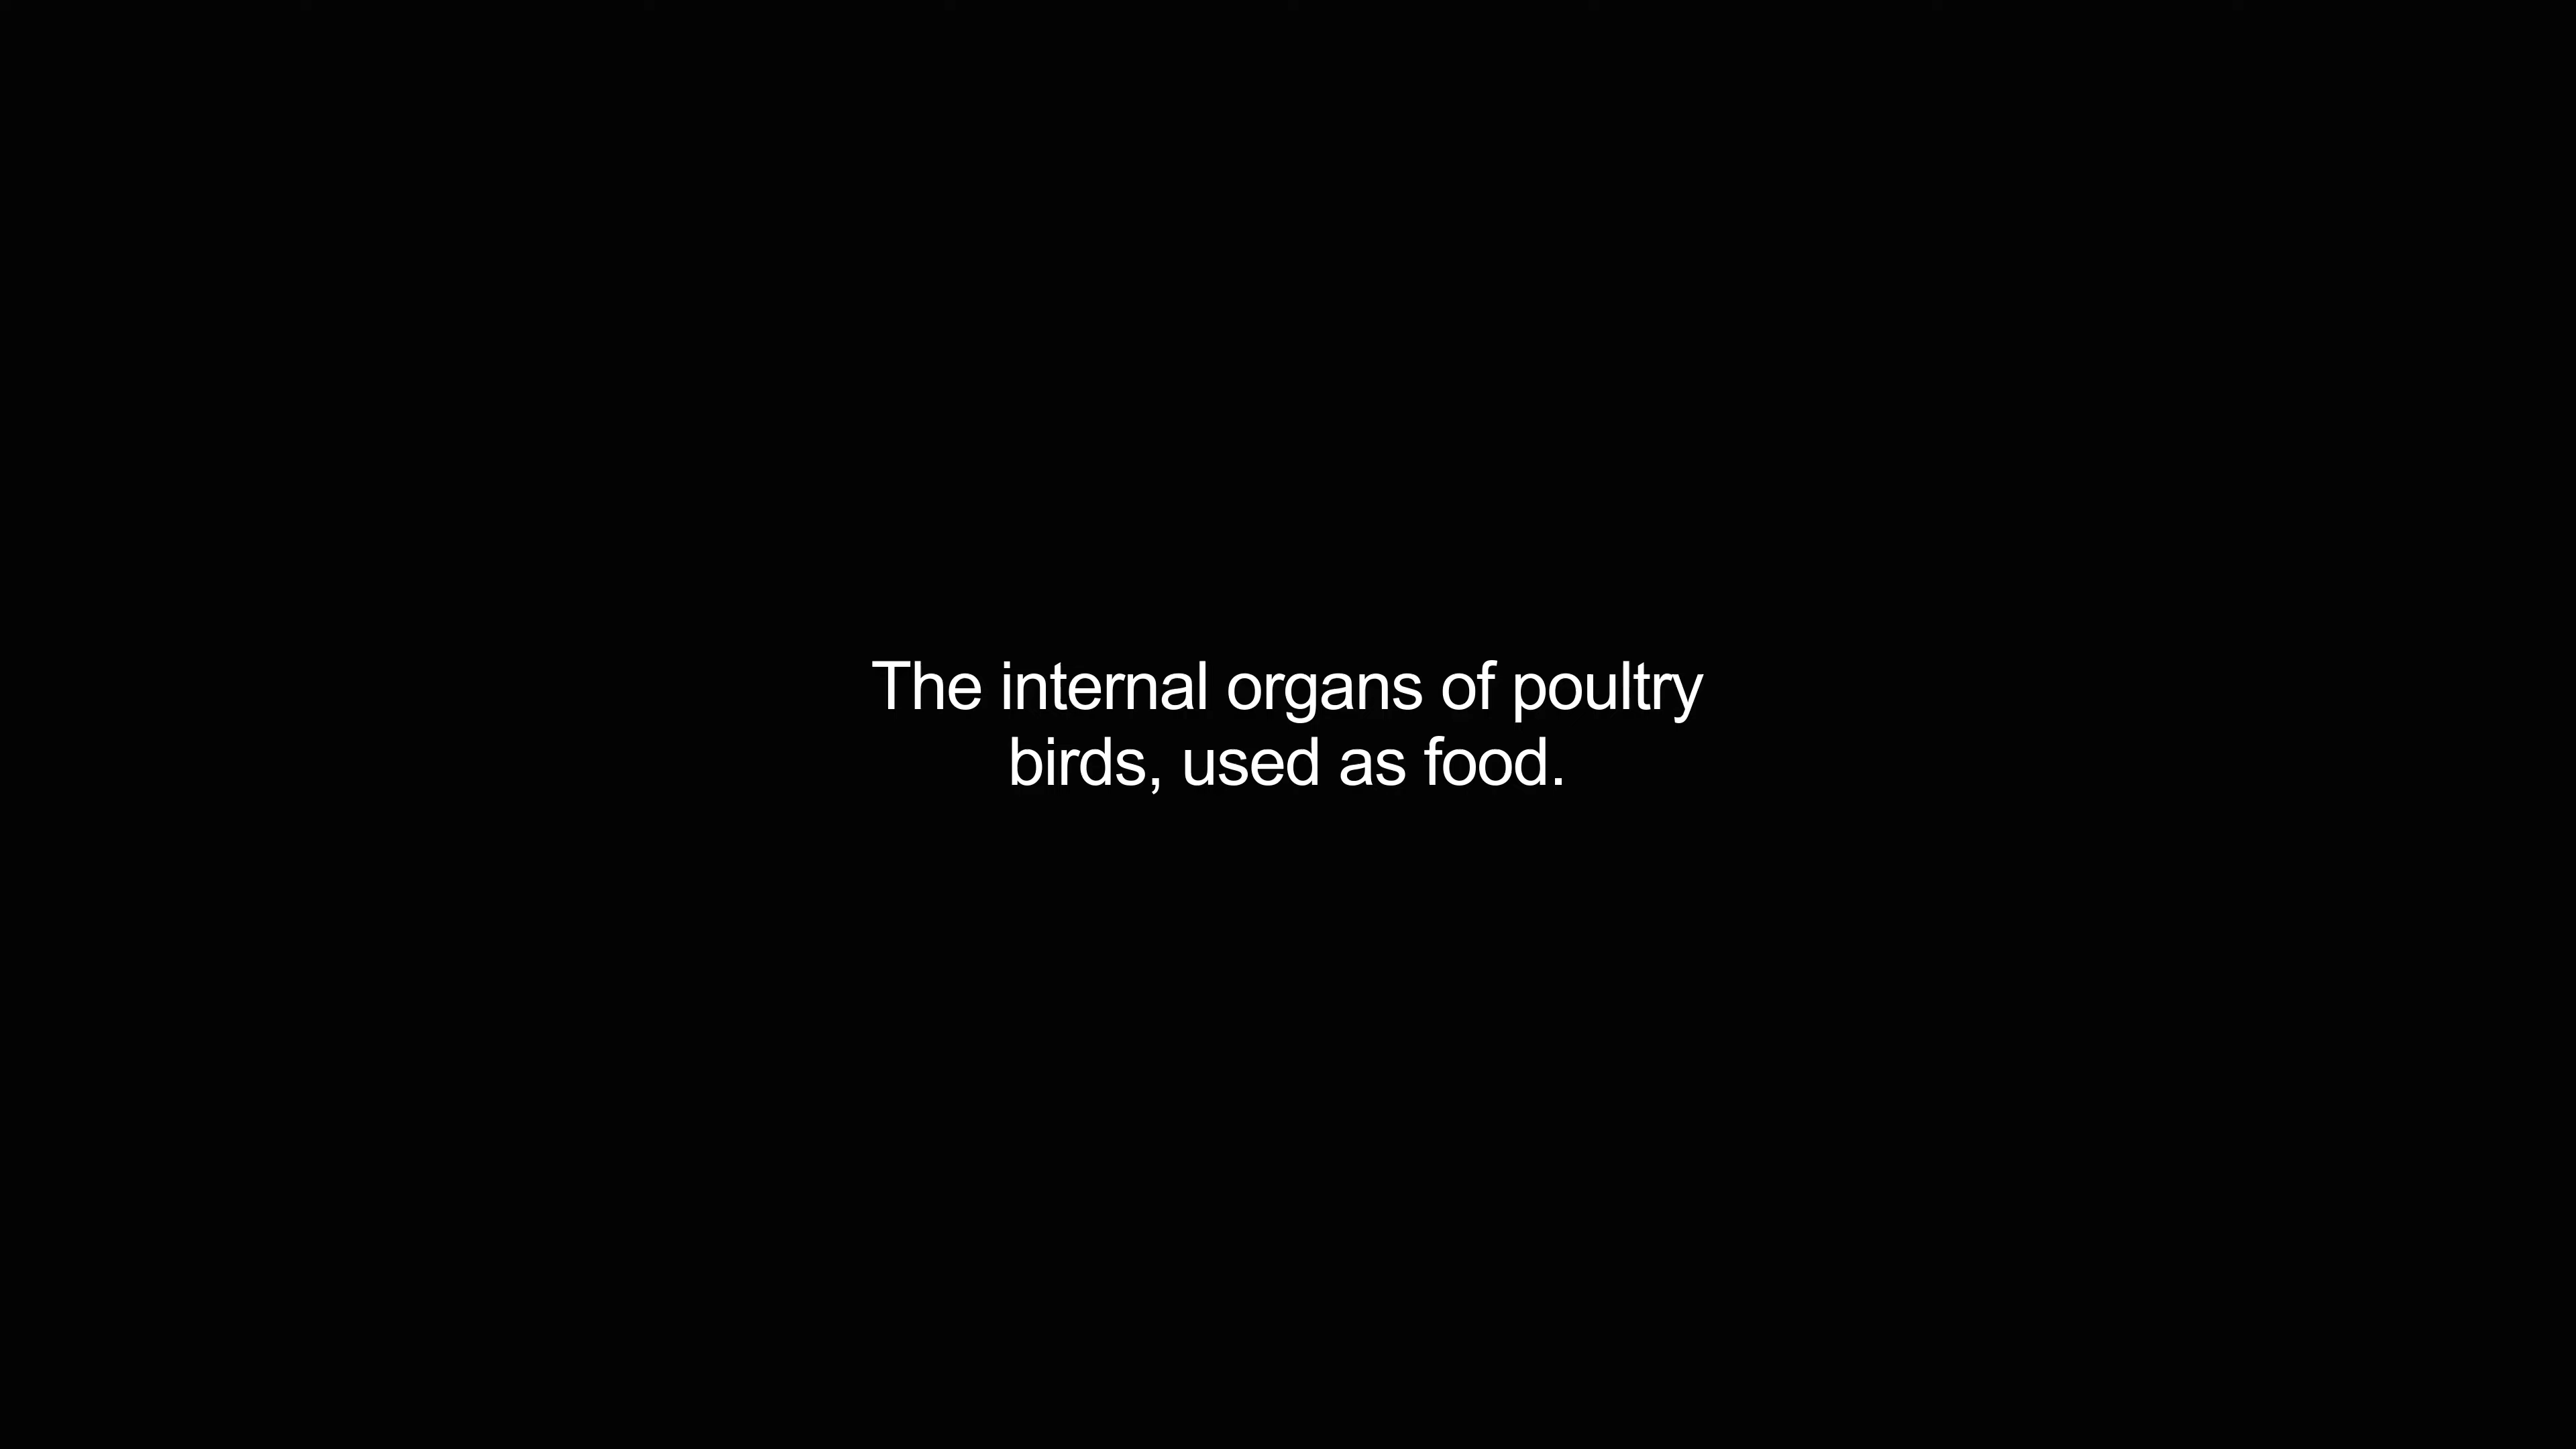 The internal organs of poultry
birds, used as food.